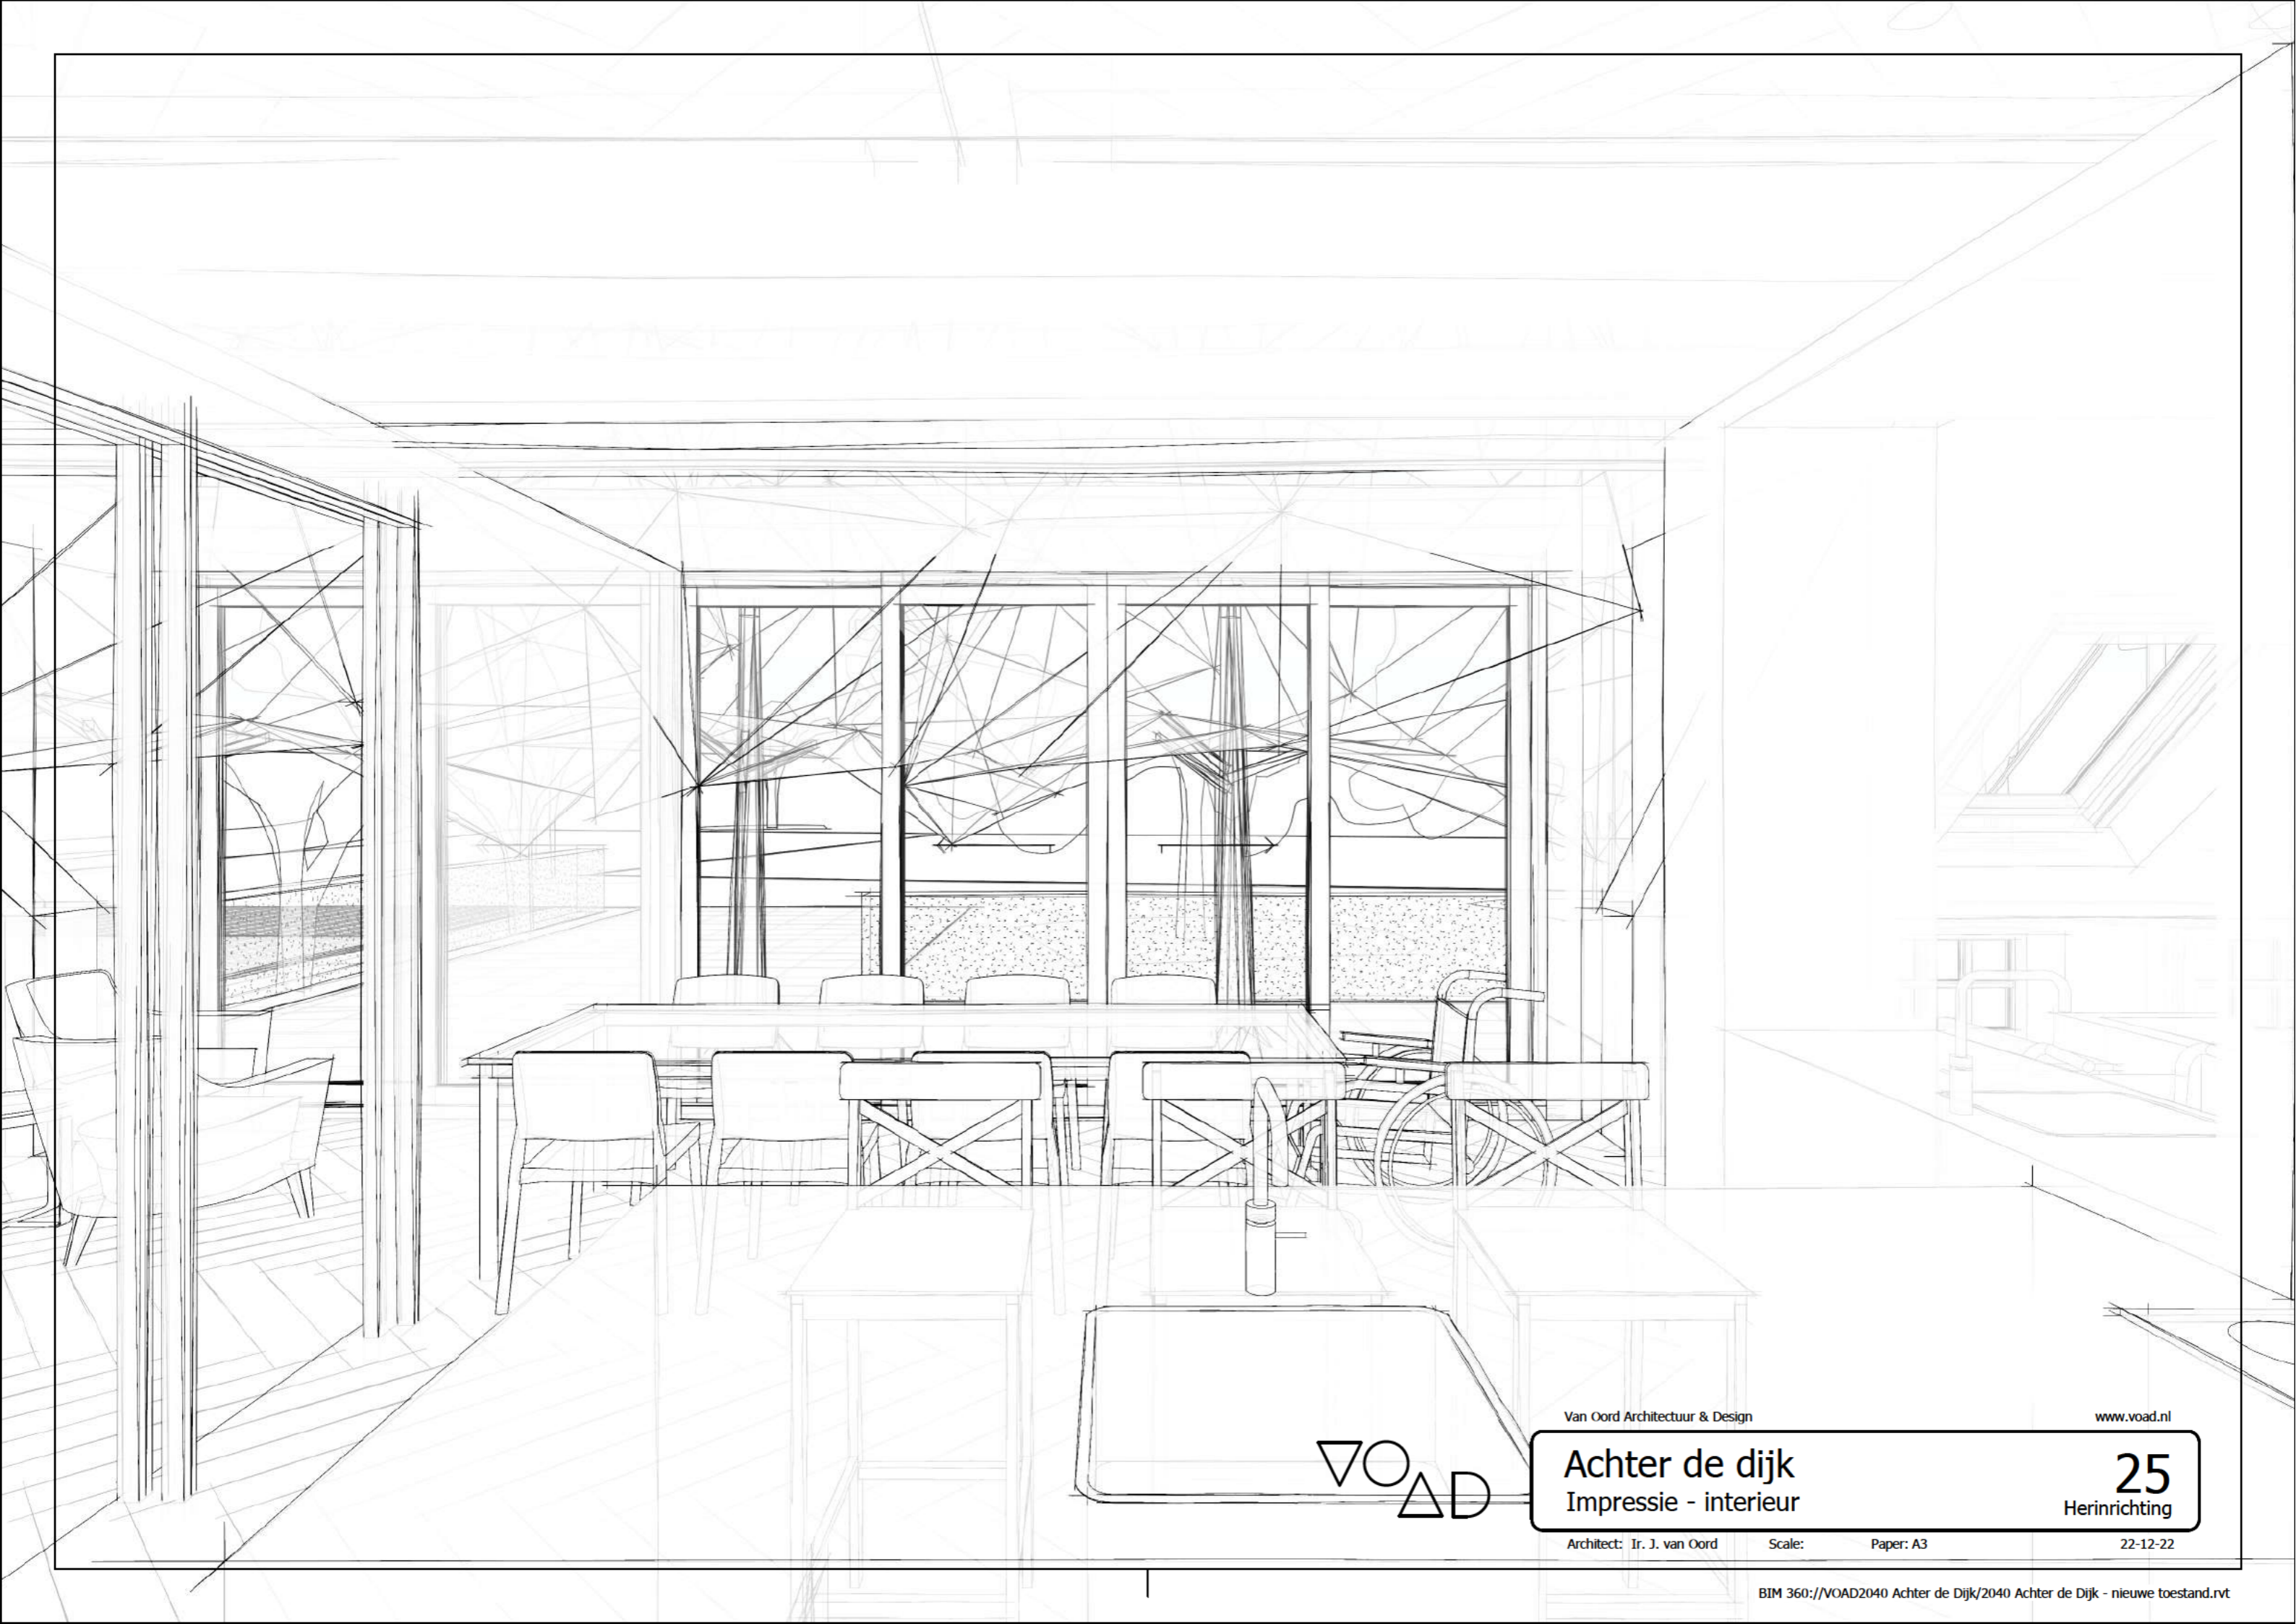 Van Oord Architectuur & Design
www.voad.nl
VOAD
Achter de dijk
Impressie - interieur
25
Herinrichting
Architect: Ir. J. van Oord
Scale:
Paper: A3
22-12-22
BIM 360://VOAD2040 Achter de Dijk/2040 Achter de Dijk - nieuwe toestand.rvt